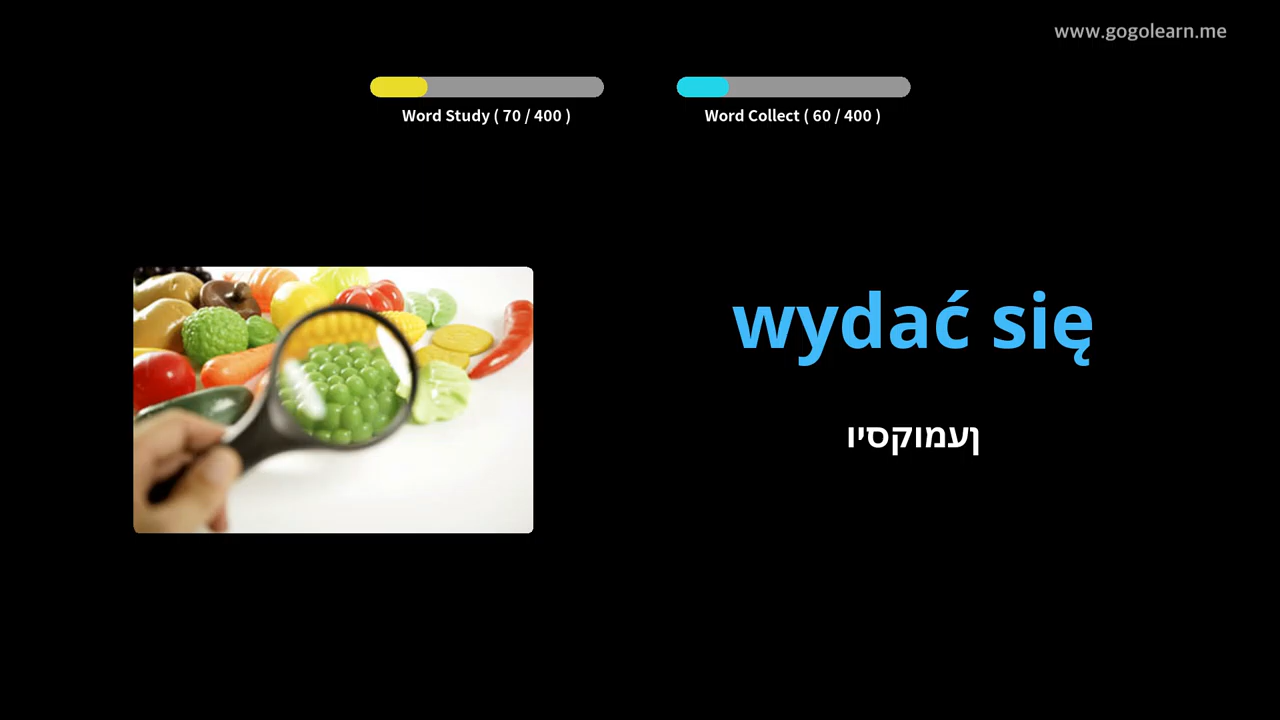 www.gogolearn.me
Word Study ( 70 / 400 )
Word Collect ( 60 / 400 )
wydać się
ןעמוקסיו